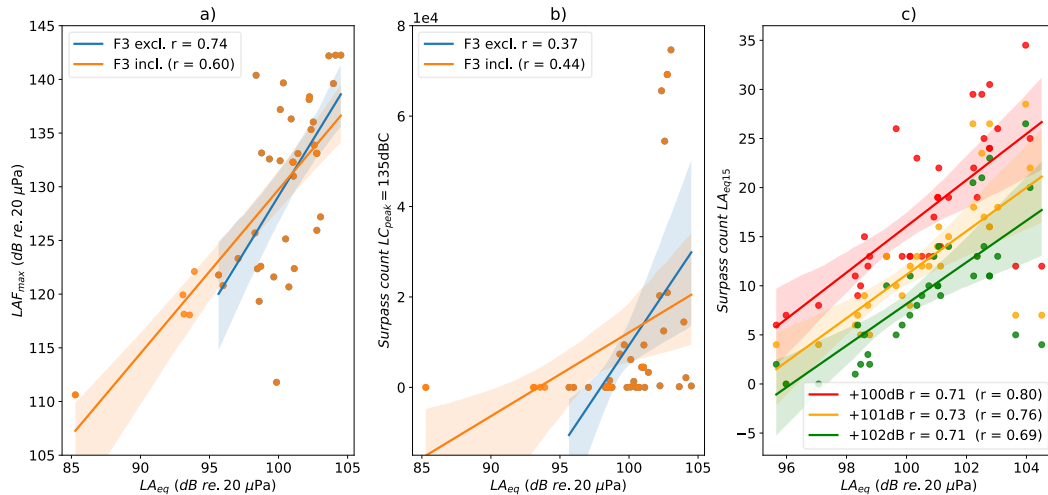 a)
F3 excl. r = 0.74
F3 incl. (r = 0.60)
145
140
135
130
125
120
115
110
105
LAF_max (dB re. 20 μPa)
85 90 95 100 105
LA_eq (dB re. 20 μPa)
b)
1e4
F3 excl. r = 0.37
F3 incl. (r = 0.44)
8
6
4
2
0
Surpass count LC_peak = 135dBC
85 90 95 100 105
LA_eq (dB re. 20 μPa)
c)
35
30
25
20
15
10
5
0
−5
Surpass count LA_eq15
+100dB r = 0.71 (r = 0.80)
+101dB r = 0.73 (r = 0.76)
+102dB r = 0.71 (r = 0.69)
96 98 100 102 104
LA_eq (dB re. 20 μPa)